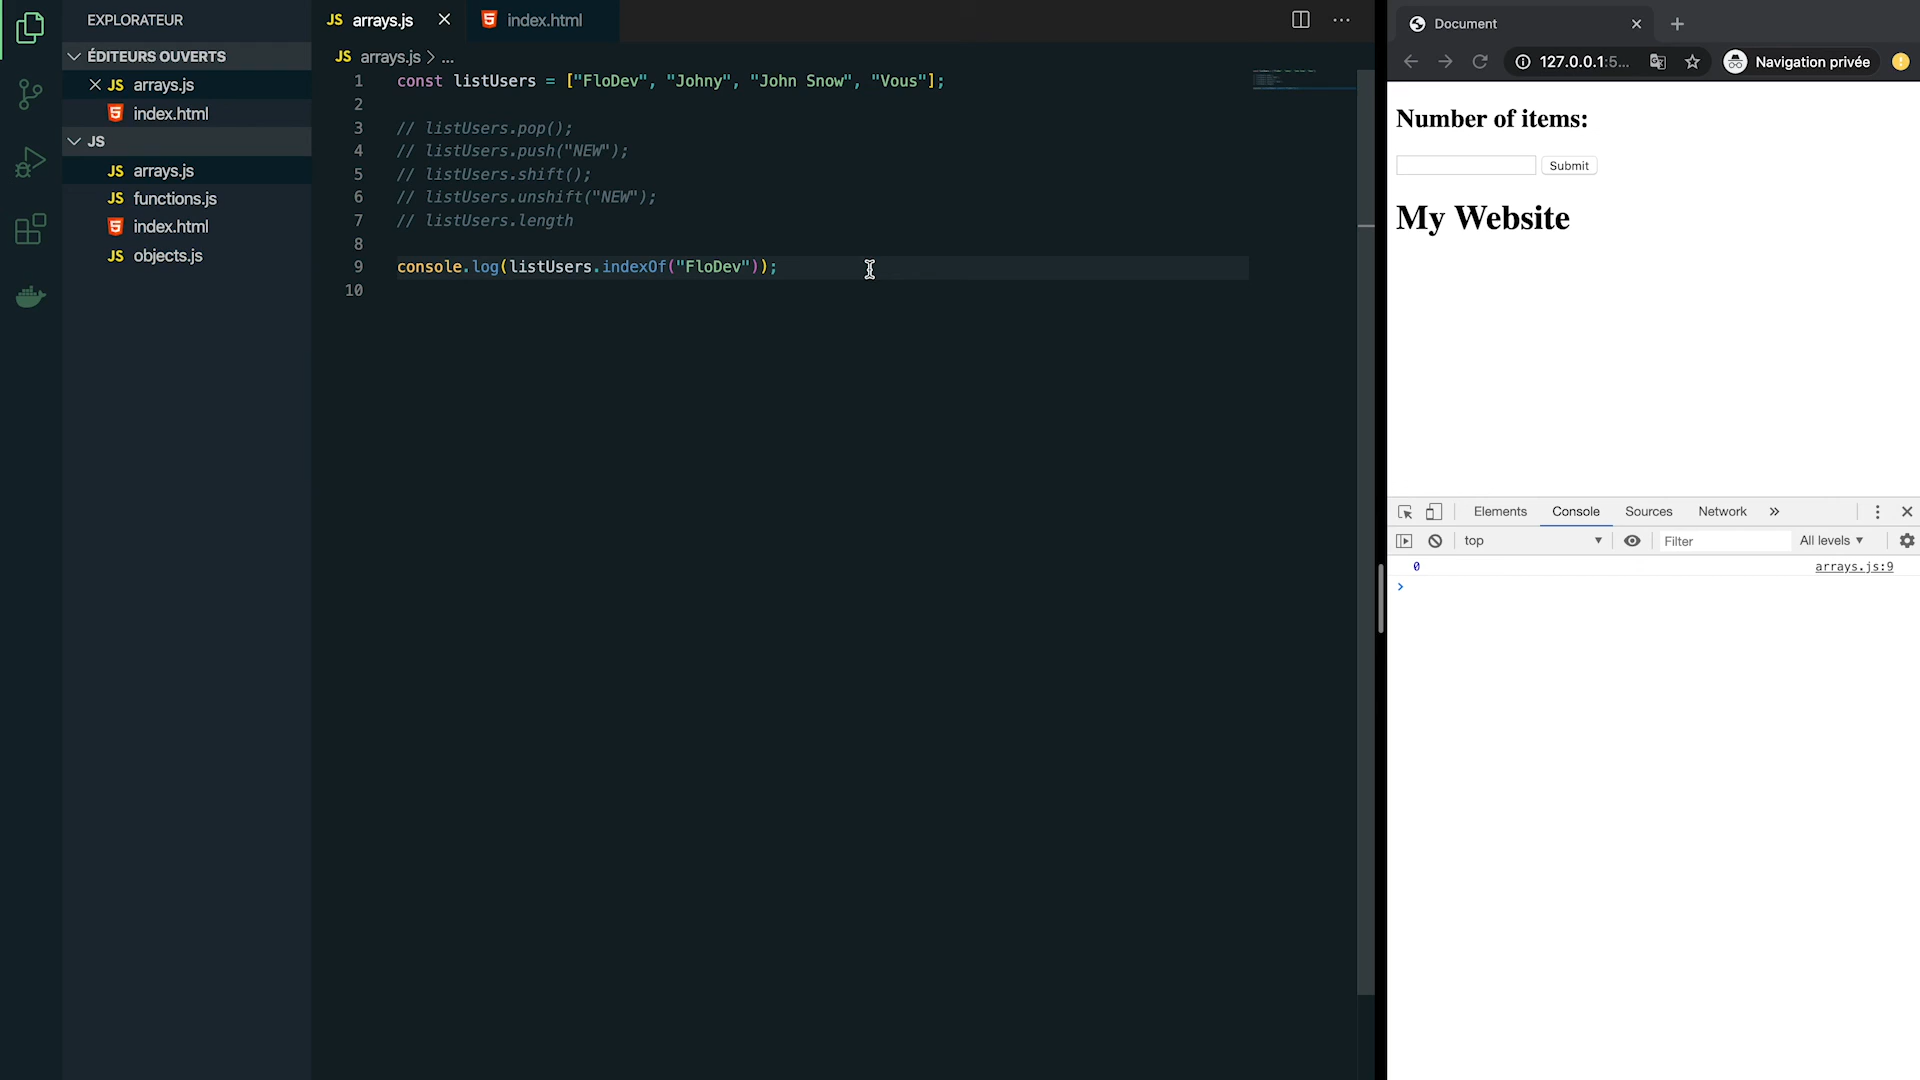 EXPLORATEUR
ÉDITEURS OUVERTS
JS arrays.js
index.html
JS
JS arrays.js
JS functions.js
index.html
JS objects.js
JS arrays.js
index.html
JS arrays.js > ...
1 const listUsers = ["FloDev", "Johny", "John Snow", "Vous"];
2
3 // listUsers.pop();
4 // listUsers.push("NEW");
5 // listUsers.shift();
6 // listUsers.unshift("NEW");
7 // listUsers.length
8
9 console.log(listUsers.indexOf("FloDev"));
10
Document
127.0.0.1:5... Navigation privée
Number of items:
Submit
My Website
Elements Console Sources Network »
top Filter All levels
0 arrays.js:9